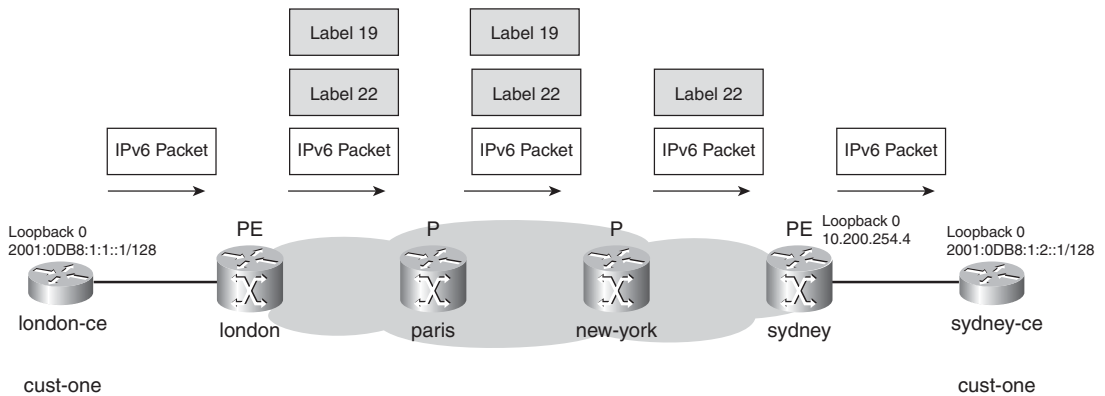 Label 19
Label 19
Label 22
Label 22
Label 22
IPv6 Packet
IPv6 Packet
IPv6 Packet
IPv6 Packet
IPv6 Packet
Loopback 0
2001:0DB8:1:1::1/128
PE
P
P
PE
Loopback 0
10.200.254.4
Loopback 0
2001:0DB8:1:2::1/128
london-ce
london
paris
new-york
sydney
sydney-ce
cust-one
cust-one